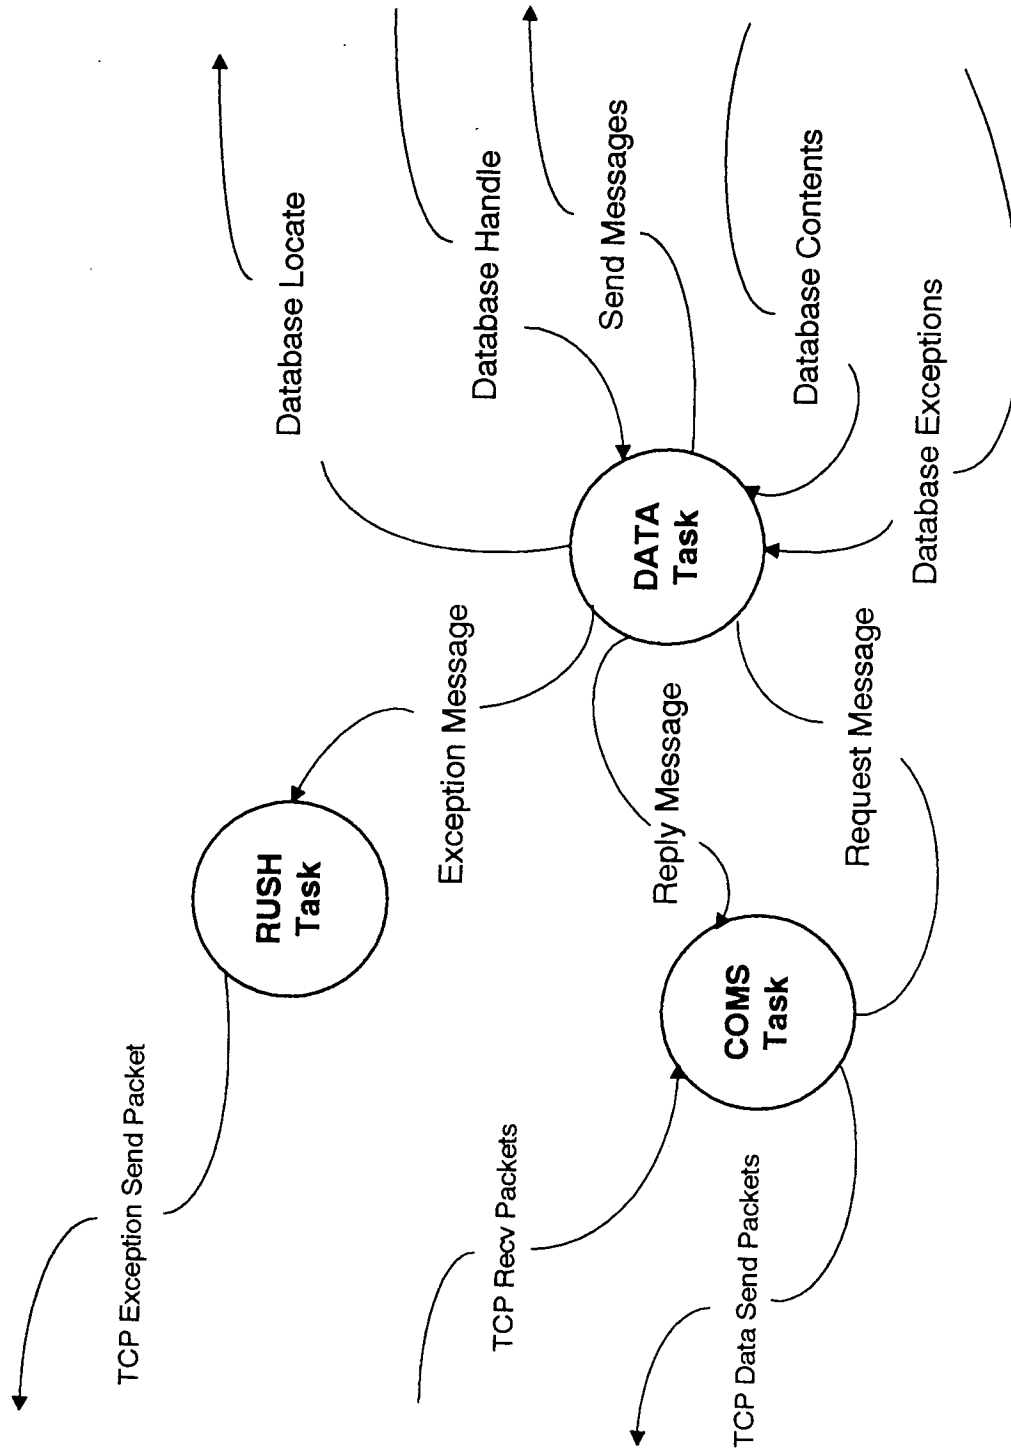 TCP Exception Send Packet
RUSH
Task
Exception Message
Database Locate
Database Handle
Send Messages
TCP Recv Packets
Reply Message
DATA
Task
COMS
Task
TCP Data Send Packets
Request Message
Database Contents
Database Exceptions